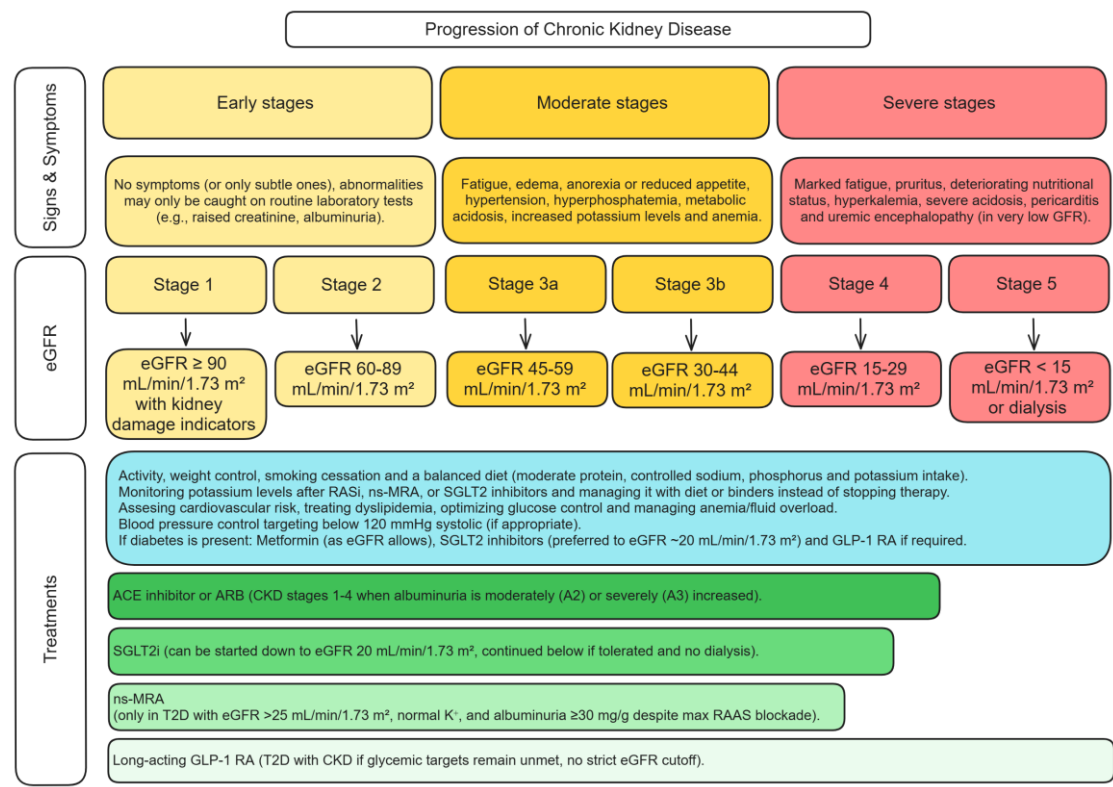 Progression of Chronic Kidney Disease
Signs & Symptoms
Early stages
Moderate stages
Severe stages
No symptoms (or only subtle ones), abnormalities
may only be caught on routine laboratory tests
(e.g., raised creatinine, albuminuria).
Fatigue, edema, anorexia or reduced appetite,
hypertension, hyperphosphatemia, metabolic
acidosis, increased potassium levels and anemia.
Marked fatigue, pruritus, deteriorating nutritional
status, hyperkalemia, severe acidosis, pericarditis
and uremic encephalopathy (in very low GFR).
eGFR
Stage 1
Stage 2
Stage 3a
Stage 3b
Stage 4
Stage 5
eGFR ≥ 90
mL/min/1.73 m²
with kidney
damage indicators
eGFR 60-89
mL/min/1.73 m²
eGFR 45-59
mL/min/1.73 m²
eGFR 30-44
mL/min/1.73 m²
eGFR 15-29
mL/min/1.73 m²
eGFR < 15
mL/min/1.73 m²
or dialysis
Treatments
Activity, weight control, smoking cessation and a balanced diet (moderate protein, controlled sodium, phosphorus and potassium intake).
Monitoring potassium levels after RASi, ns-MRA, or SGLT2 inhibitors and managing it with diet or binders instead of stopping therapy.
Assesing cardiovascular risk, treating dyslipidemia, optimizing glucose control and managing anemia/fluid overload.
Blood pressure control targeting below 120 mmHg systolic (if appropriate).
If diabetes is present: Metformin (as eGFR allows), SGLT2 inhibitors (preferred to eGFR ~20 mL/min/1.73 m²) and GLP-1 RA if required.
ACE inhibitor or ARB (CKD stages 1-4 when albuminuria is moderately (A2) or severely (A3) increased).
SGLT2i (can be started down to eGFR 20 mL/min/1.73 m², continued below if tolerated and no dialysis).
ns-MRA
(only in T2D with eGFR >25 mL/min/1.73 m², normal K⁺, and albuminuria ≥30 mg/g despite max RAAS blockade).
Long-acting GLP-1 RA (T2D with CKD if glycemic targets remain unmet, no strict eGFR cutoff).